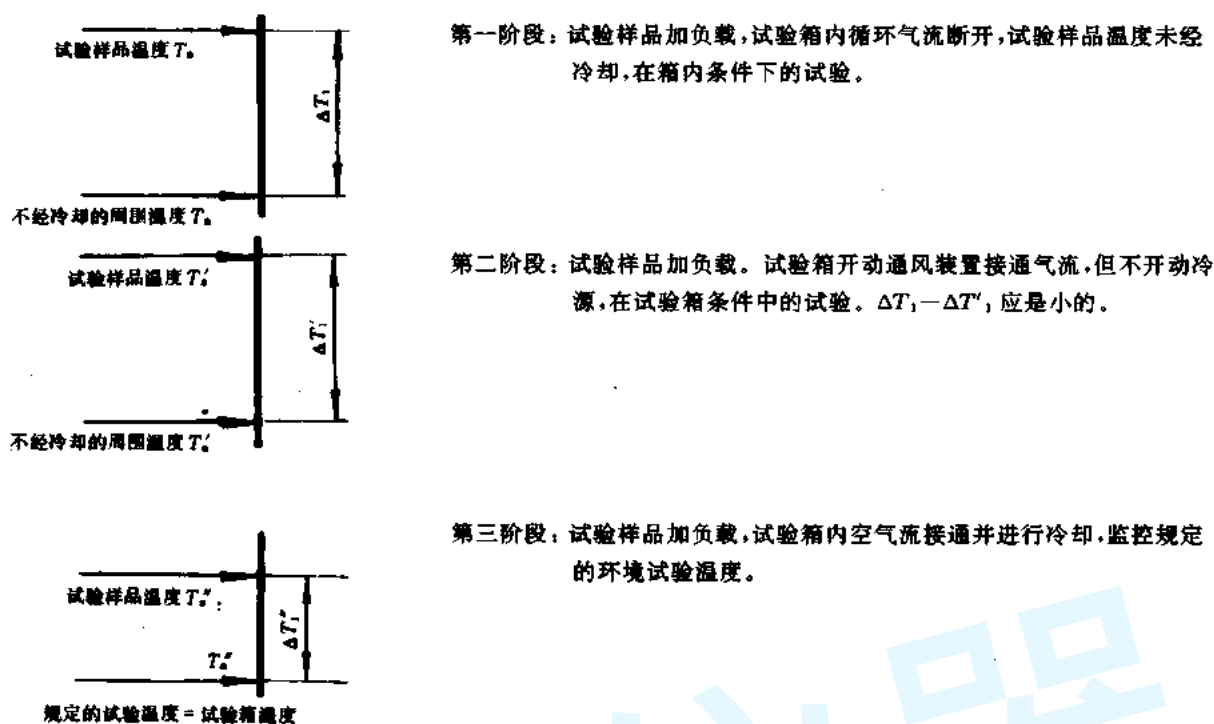 试验样品温度 Tₛ
ΔT₁
不经冷却的周围温度 Tₐ
第一阶段：试验样品加负载，试验箱内循环气流断开，试验样品温度未经
冷却，在箱内条件下的试验。
试验样品温度 Tₛ′
ΔT₁′
不经冷却的周围温度 Tₐ′
第二阶段：试验样品加负载。试验箱开动通风装置接通气流，但不开动冷
源，在试验箱条件中的试验。ΔT₁－ΔT′₁ 应是小的。
试验样品温度 Tₛ″
ΔT₁″
Tₐ″
规定的试验温度 = 试验箱温度
第三阶段：试验样品加负载，试验箱内空气流接通并进行冷却，监控规定
的环境试验温度。